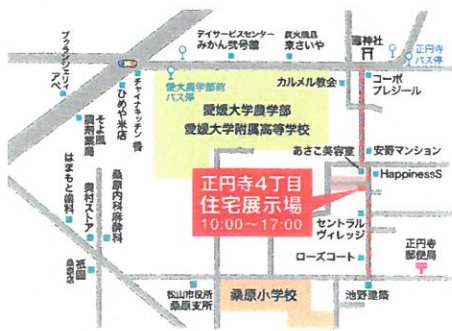 デイサービスセンター
みかん弐号館
炭火焼鳥
来さいや
竈神社
正円寺
バス停
ブゥランジェリィ
アベ
愛大農学部前
バス停
カルメル教会
コーポ
プレジール
チャイナキッチン 響
ひめや米店
愛媛大学農学部
愛媛大学附属高等学校
そよ風
調剤薬局
あさこ美容室
安野マンション
HappinessS
はまもと歯科
奥村ストア
桑原内科麻酔科
正円寺4丁目
住宅展示場
10:00〜17:00
セントラル
ヴィレッジ
正円寺
郵便局
ローズコート
松山市役所
桑原支所
桑原小学校
池野建築